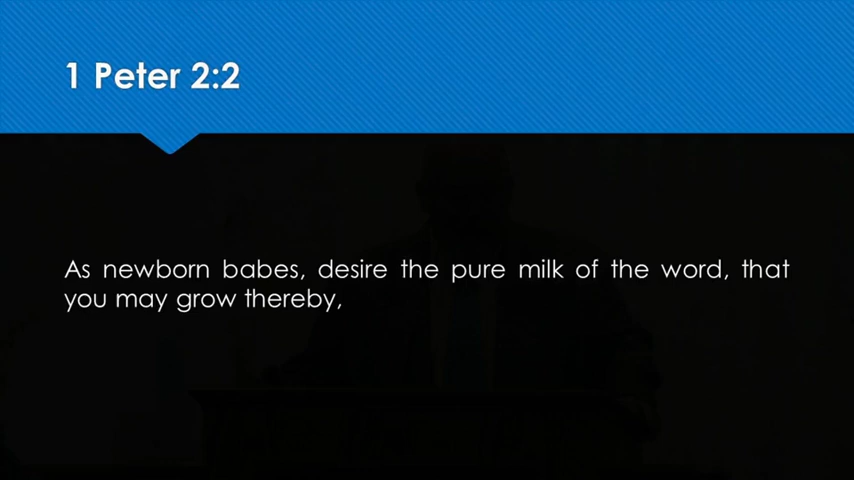 1 Peter 2:2
As newborn babes, desire the pure milk of the word, that
you may grow thereby,